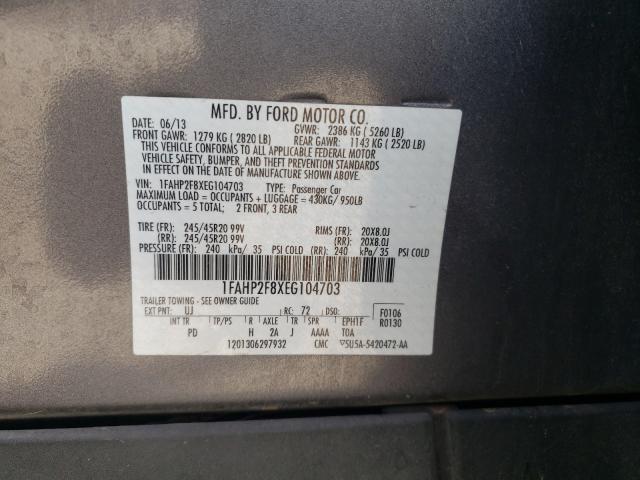 MFD. BY FORD MOTOR CO.
DATE: 06/13 GVWR: 2386 KG ( 5260 LB)
FRONT GAWR: 1279 KG ( 2820 LB) REAR GAWR: 1143 KG ( 2520 LB)
THIS VEHICLE CONFORMS TO ALL APPLICABLE FEDERAL MOTOR
VEHICLE SAFETY, BUMPER, AND THEFT PREVENTION STANDARDS
IN EFFECT ON THE DATE OF MANUFACTURE SHOWN ABOVE.
VIN: 1FAHP2F8XEG104703 TYPE: Passenger Car
MAXIMUM LOAD = OCCUPANTS + LUGGAGE = 430KG/ 950LB
OCCUPANTS = 5 TOTAL; 2 FRONT, 3 REAR
TIRE (FR): 245/45R20 99V RIMS (FR): 20X8.0J
(RR): 245/45R20 99V (RR): 20X8.0J
PRESSURE (FR): 240 kPa/ 35 PSI COLD (RR): 240 kPa/ 35 PSI COLD
1FAHP2F8XEG104703
TRAILER TOWING - SEE OWNER GUIDE
EXT PNT: UJ RC: 72 DSO: F0106
INT TR TP/PS R AXLE TR SPR EPH1F R0130
PD H 2A J AAAA T0A
1201306297932 CMC 5U5A-5420472-AA